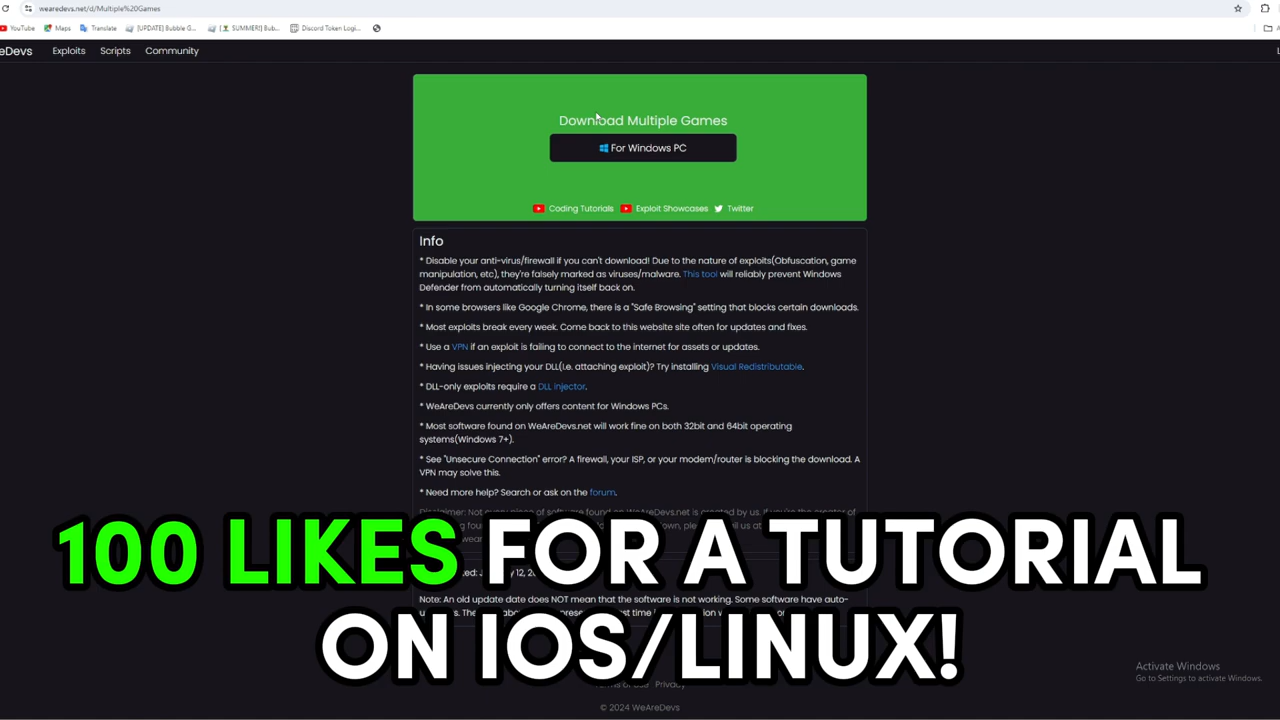 wearedevs.net/d/Multiple%20Games
YouTube Maps Translate [UPDATE] Bubble G... [ SUMMER!] Bub... Discord Token Logi...
eDevs Exploits Scripts Community
Download Multiple Games
For Windows PC
Coding Tutorials Exploit Showcases Twitter
Info
* Disable your anti-virus/firewall if you can't download! Due to the nature of exploits(Obfuscation, game
manipulation, etc), they're falsely marked as viruses/malware. This tool will reliably prevent Windows
Defender from automatically turning itself back on.
* In some browsers like Google Chrome, there is a "Safe Browsing" setting that blocks certain downloads.
* Most exploits break every week. Come back to this website site often for updates and fixes.
* Use a VPN if an exploit is failing to connect to the internet for assets or updates.
* Having issues injecting your DLL(i.e. attaching exploit)? Try installing Visual Redistributable.
* DLL-only exploits require a DLL injector.
* WeAreDevs currently only offers content for Windows PCs.
* Most software found on WeAreDevs.net will work fine on both 32bit and 64bit operating
systems(Windows 7+).
* See "Unsecure Connection" error? A firewall, your ISP, or your modem/router is blocking the download. A
VPN may solve this.
* Need more help? Search or ask on the forum.
Disclaimer: Not every piece of software found on WeAreDevs.net is created by us. If you're the creator of
100 LIKES FOR A TUTORIAL
Note: An old update date does NOT mean that the software is not working. Some software have auto-
ON IOS/LINUX!
Activate Windows
Go to Settings to activate Windows.
Terms of Use Privacy
© 2024 WeAreDevs